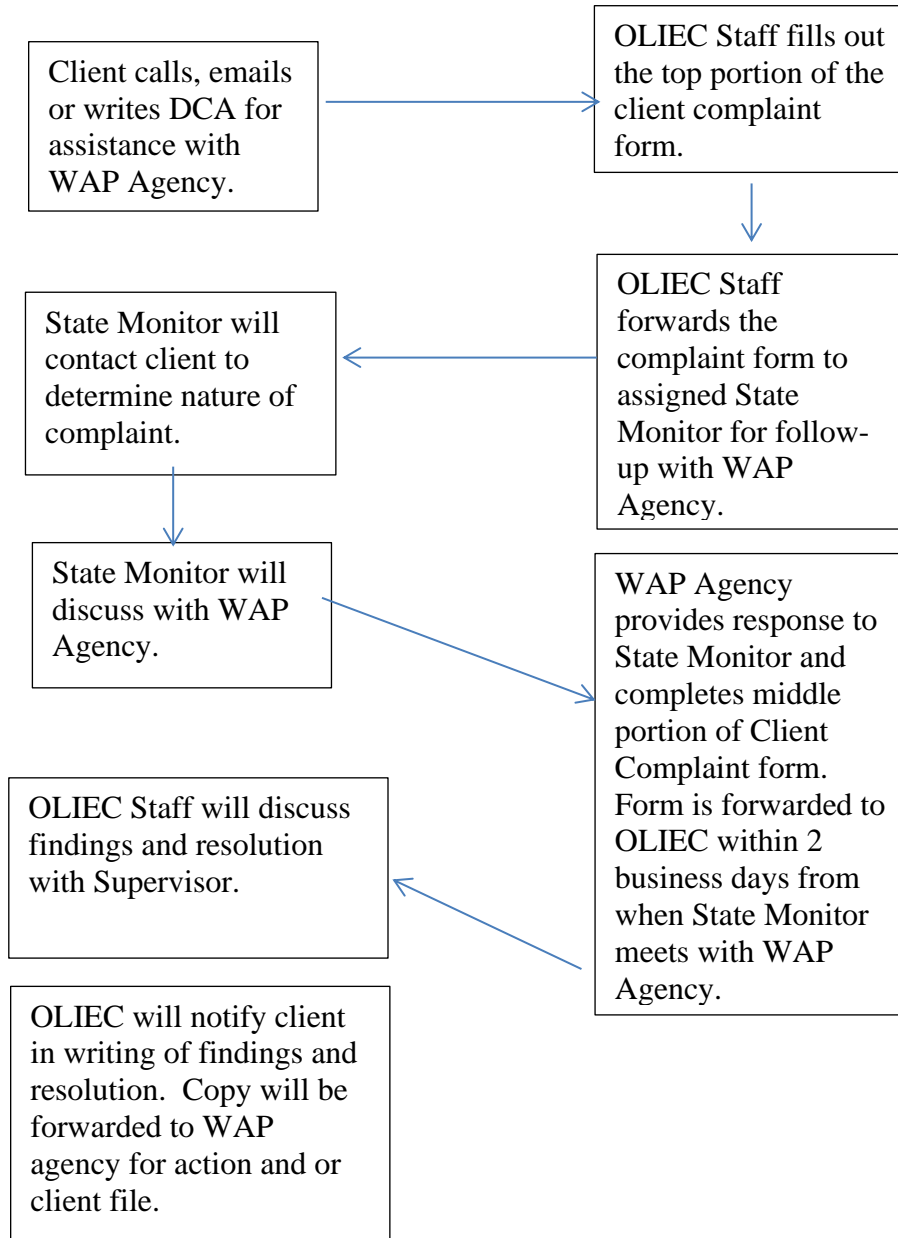 Client calls, emails
or writes DCA for
assistance with
WAP Agency.
OLIEC Staff fills out
the top portion of the
client complaint
form.
OLIEC Staff
forwards the
complaint form to
assigned State
Monitor for follow-
up with WAP
Agency.
State Monitor will
contact client to
determine nature of
complaint.
State Monitor will
discuss with WAP
Agency.
WAP Agency
provides response to
State Monitor and
completes middle
portion of Client
Complaint form.
Form is forwarded to
OLIEC within 2
business days from
when State Monitor
meets with WAP
Agency.
OLIEC Staff will discuss
findings and resolution
with Supervisor.
OLIEC will notify client
in writing of findings and
resolution.  Copy will be
forwarded to WAP
agency for action and or
client file.